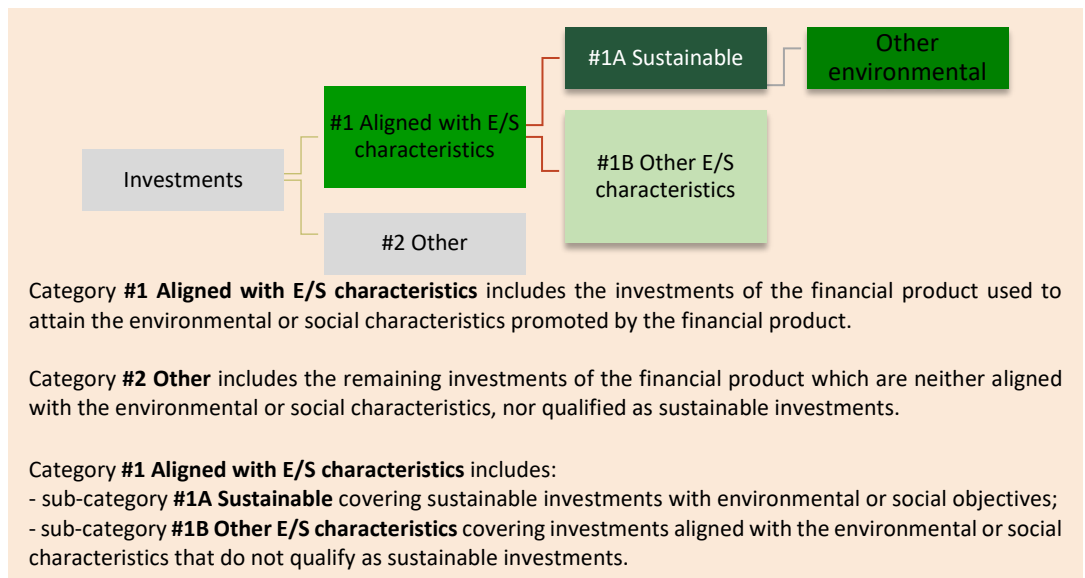 #1A Sustainable
Other
environmental
#1 Aligned with E/S
characteristics
#1B Other E/S
characteristics
Investments
#2 Other
Category #1 Aligned with E/S characteristics includes the investments of the financial product used to
attain the environmental or social characteristics promoted by the financial product.
Category #2 Other includes the remaining investments of the financial product which are neither aligned
with the environmental or social characteristics, nor qualified as sustainable investments.
Category #1 Aligned with E/S characteristics includes:
- sub-category #1A Sustainable covering sustainable investments with environmental or social objectives;
- sub-category #1B Other E/S characteristics covering investments aligned with the environmental or social
characteristics that do not qualify as sustainable investments.